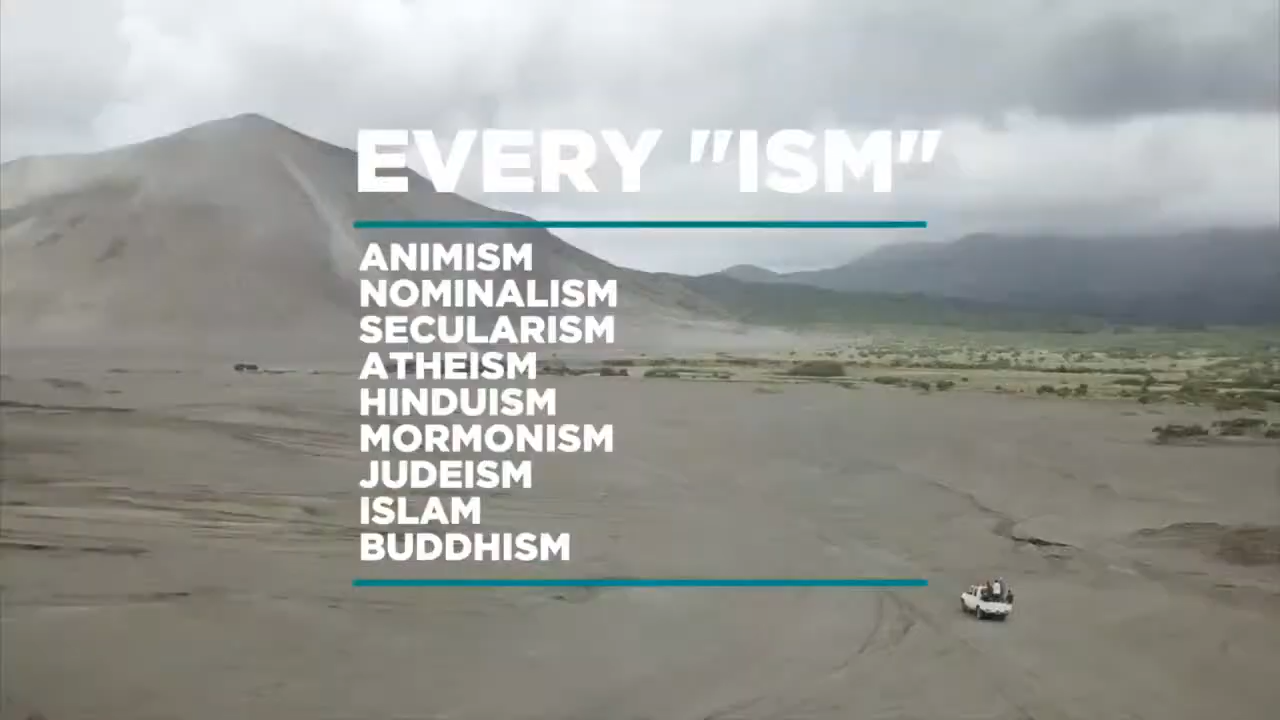 EVERY "ISM"
ANIMISM
NOMINALISM
SECULARISM
ATHEISM
HINDUISM
MORMONISM
JUDEISM
ISLAM
BUDDHISM